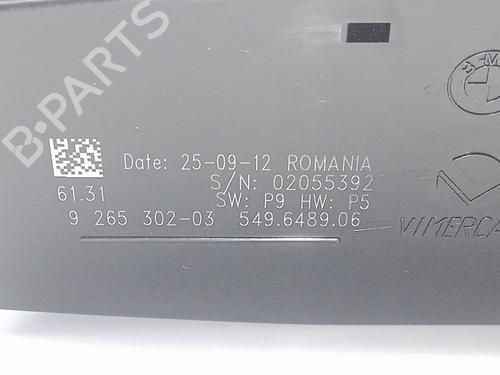 B-PARTS
BMW
Date: 25-09-12 ROMANIA
61.31
S/N: 02055392
SW: P9 HW: P5
9 265 302-03 549.6489.06